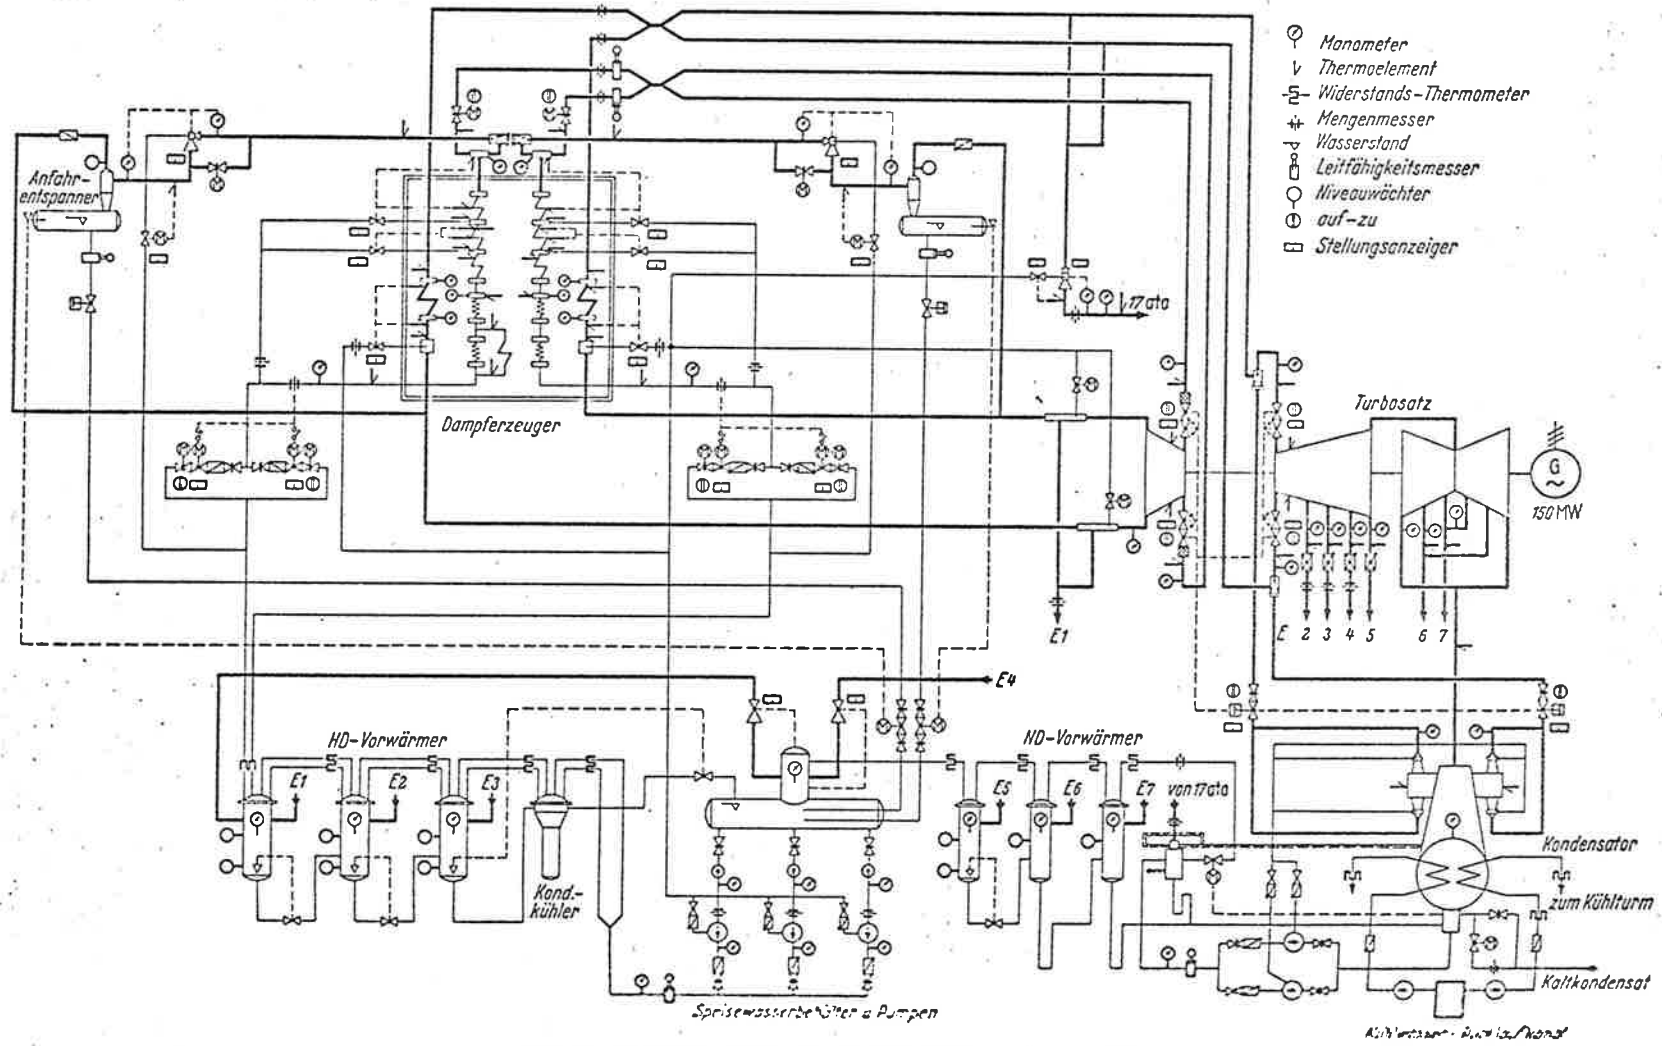 Manometer
Thermoelement
Widerstands-Thermometer
Mengenmesser
Wasserstand
Leitfähigkeitsmesser
Niveauwächter
auf-zu
Stellungsanzeiger
Anfahr-
entspanner
17 ata
Dampferzeuger
Turbosatz
G
~
150 MW
E1
E 2 3 4 5 6 7
E4
HD-Vorwärmer
ND-Vorwärmer
E1
E2
E3
E5
E6
E7
von 17 ata
Kond.-
kühler
Kondensator
zum Kühlturm
Kaltkondensat
Speisewasserbehälter u. Pumpen